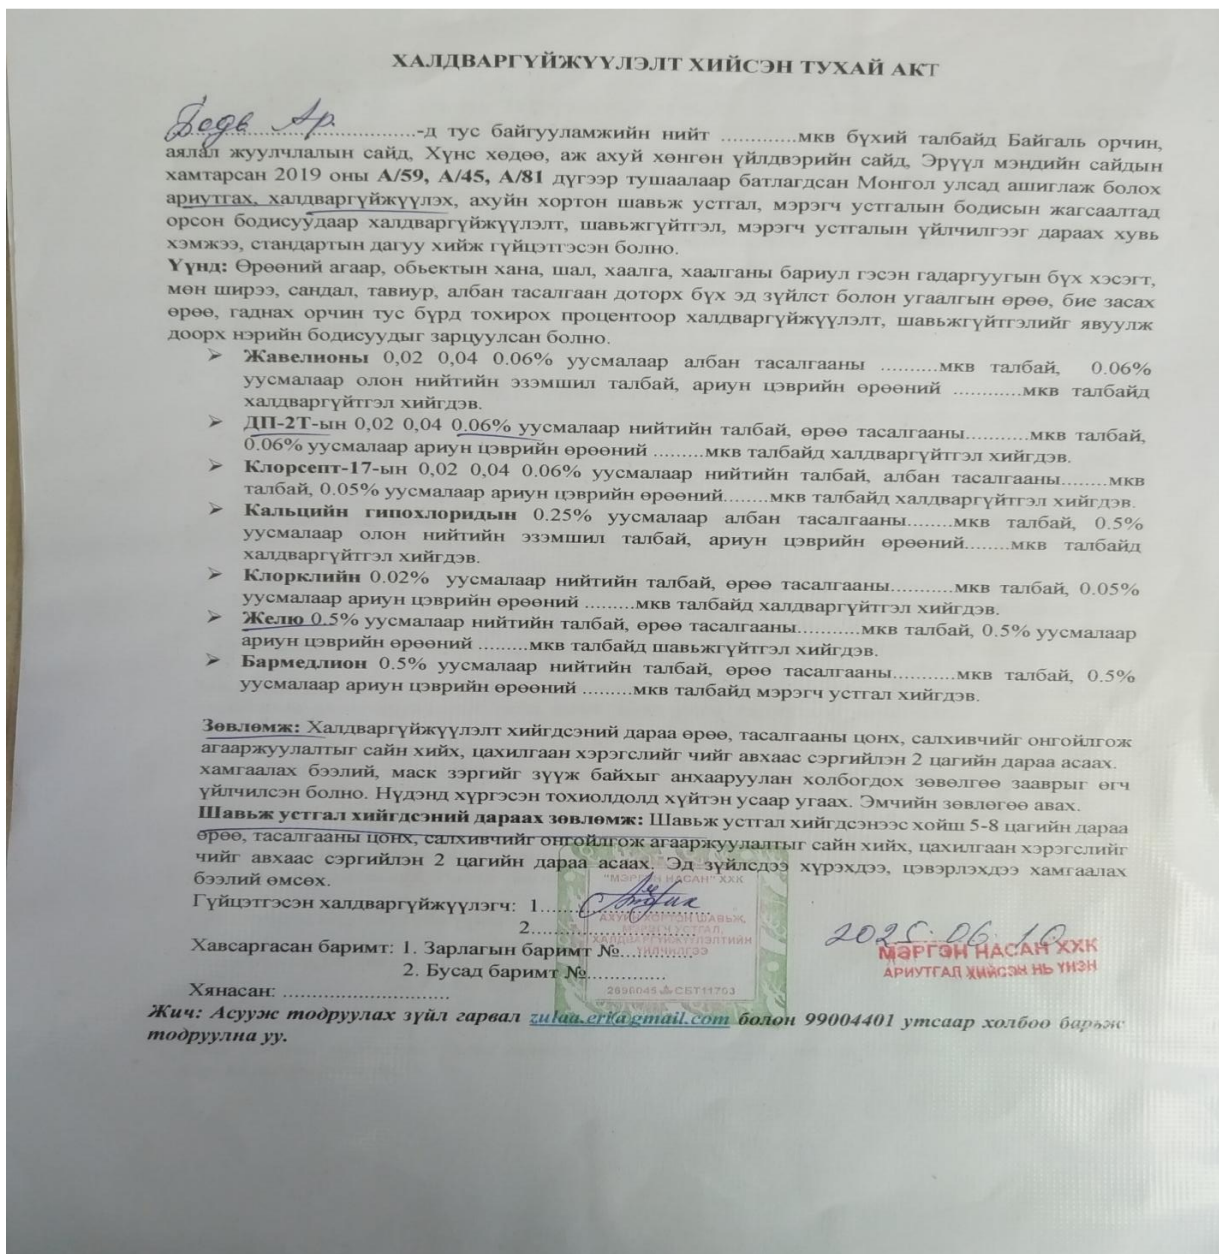 ХАЛДВАРГҮЙЖҮҮЛЭЛТ ХИЙСЭН ТУХАЙ АКТ
Бодь Ар.................................-д тус байгууламжийн нийт ............мкв бүхий талбайд Байгаль орчин,
аялал жуулчлалын сайд, Хүнс хөдөө, аж ахуй хөнгөн үйлдвэрийн сайд, Эрүүл мэндийн сайдын
хамтарсан 2019 оны А/59, А/45, А/81 дүгээр тушаалаар батлагдсан Монгол улсад ашиглаж болох
ариутгах, халдваргүйжүүлэх, ахуйн хортон шавьж устгал, мэрэгч устгалын бодисын жагсаалтад
орсон бодисуудаар халдваргүйжүүлэлт, шавьжгүйтгэл, мэрэгч устгалын үйлчилгээг дараах хувь
хэмжээ, стандартын дагуу хийж гүйцэтгэсэн болно.
Үүнд: Өрөөний агаар, обьектын хана, шал, хаалга, хаалганы бариул гэсэн гадаргуугын бүх хэсэгт,
мөн ширээ, сандал, тавиур, албан тасалгаан доторх бүх эд зүйлст болон угаалгын өрөө, бие засах
өрөө, гаднах орчин тус бүрд тохирох процентоор халдваргүйжүүлэлт, шавьжгүйтгэлийг явуулж
доорх нэрийн бодисуудыг зарцуулсан болно.
➢ Жавелионы 0,02 0,04 0.06% уусмалаар албан тасалгааны ..........мкв талбай, 0.06%
уусмалаар олон нийтийн эзэмшил талбай, ариун цэврийн өрөөний ............мкв талбайд
халдваргүйтгэл хийгдэв.
➢ ДП-2Т-ын 0,02 0,04 0.06% уусмалаар нийтийн талбай, өрөө тасалгааны...........мкв талбай,
0.06% уусмалаар ариун цэврийн өрөөний .........мкв талбайд халдваргүйтгэл хийгдэв.
➢ Клорсепт-17-ын 0,02 0,04 0.06% уусмалаар нийтийн талбай, албан тасалгааны........мкв
талбай, 0.05% уусмалаар ариун цэврийн өрөөний........мкв талбайд халдваргүйтгэл хийгдэв.
➢ Кальцийн гипохлоридын 0.25% уусмалаар албан тасалгааны........мкв талбай, 0.5%
уусмалаар олон нийтийн эзэмшил талбай, ариун цэврийн өрөөний........мкв талбайд
халдваргүйтгэл хийгдэв.
➢ Клорклийн 0.02% уусмалаар нийтийн талбай, өрөө тасалгааны...........мкв талбай, 0.05%
уусмалаар ариун цэврийн өрөөний .........мкв талбайд халдваргүйтгэл хийгдэв.
➢ Желю 0.5% уусмалаар нийтийн талбай, өрөө тасалгааны...........мкв талбай, 0.5% уусмалаар
ариун цэврийн өрөөний .........мкв талбайд шавьжгүйтгэл хийгдэв.
➢ Бармедлион 0.5% уусмалаар нийтийн талбай, өрөө тасалгааны...........мкв талбай, 0.5%
уусмалаар ариун цэврийн өрөөний .........мкв талбайд мэрэгч устгал хийгдэв.
Зөвлөмж: Халдваргүйжүүлэлт хийгдсэний дараа өрөө, тасалгааны цонх, салхивчийг онгойлгож
агааржуулалтыг сайн хийх, цахилгаан хэрэгслийг чийг авхаас сэргийлэн 2 цагийн дараа асаах.
хамгаалах бээлий, маск зэргийг зүүж байхыг анхааруулан холбогдох зөвөлгөө зааврыг өгч
үйлчилсэн болно. Нүдэнд хүргэсэн тохиолдолд хүйтэн усаар угаах. Эмчийн зөвлөгөө авах.
Шавьж устгал хийгдсэний дараах зөвлөмж: Шавьж устгал хийгдсэнээс хойш 5-8 цагийн дараа
өрөө, тасалгааны цонх, салхивчийг онгойлгож агааржуулалтыг сайн хийх, цахилгаан хэрэгслийг
чийг авхаас сэргийлэн 2 цагийн дараа асаах. Эд зүйлсдээ хүрэхдээ, цэвэрлэхдээ хамгаалах
бээлий өмсөх.
"МЭРГЭН НАСАН" ХХК
Гүйцэтгэсэн халдваргүйжүүлэгч: 1..............................
АХУЙН ХОРТОН ШАВЬЖ,
МЭРЭГЧ УСТГАЛ,
ХАЛДВАРГҮЙЖҮҮЛЭЛТИЙН
ҮЙЛЧИЛГЭЭ
2..............................
2025.06.10
МӨРГӨН НАСАН ХХК
АРИУТГАЛ ХИЙСЭН НЬ ҮНЭН
Хавсаргасан баримт: 1. Зарлагын баримт №.............
2. Бусад баримт №.............
2690045 СБТ11703
Хянасан: ..............................
Жич: Асууж тодруулах зүйл гарвал zulaa.eri@gmail.com болон 99004401 утсаар холбоо барьж
тодруулна уу.